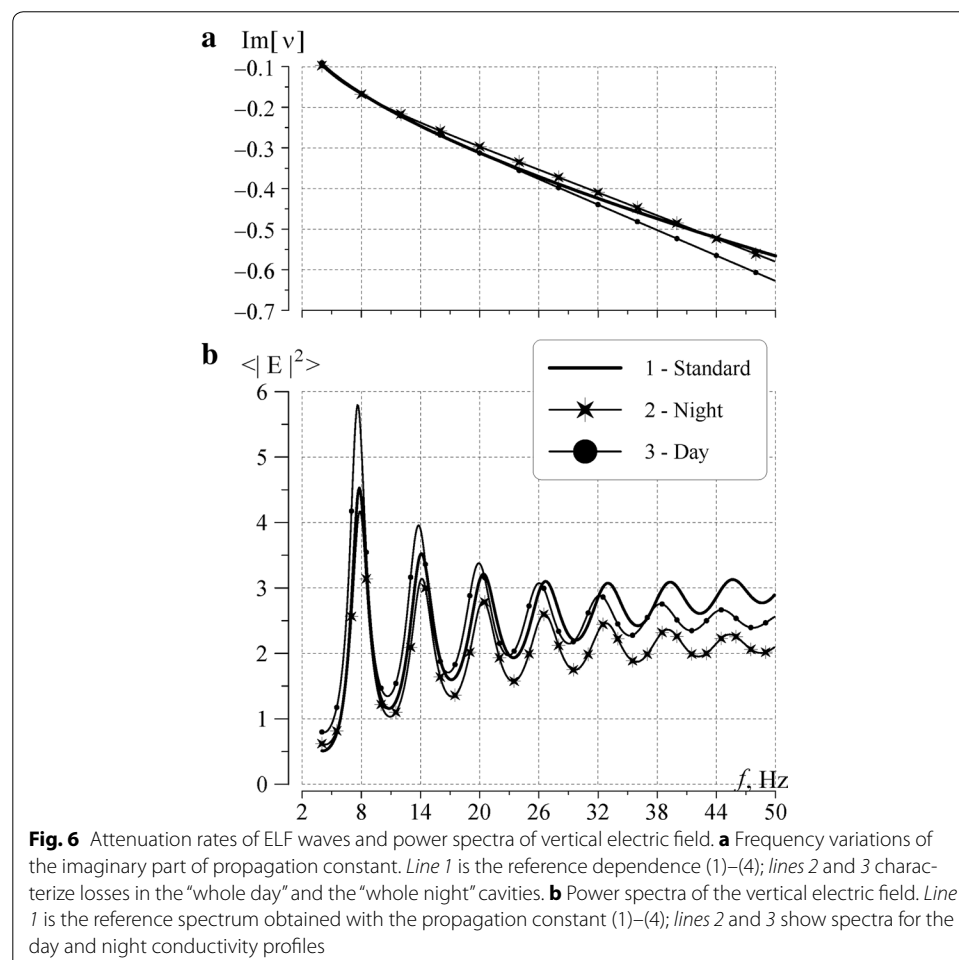 a Im[ν]
−0.1
−0.2
−0.3
−0.4
−0.5
−0.6
−0.7
b <| E |²>
1 - Standard
2 - Night
3 - Day
6
5
4
3
2
1
0
f, Hz
2 8 14 20 26 32 38 44 50
Fig. 6 Attenuation rates of ELF waves and power spectra of vertical electric field. a Frequency variations of
the imaginary part of propagation constant. Line 1 is the reference dependence (1)–(4); lines 2 and 3 charac-
terize losses in the “whole day” and the “whole night” cavities. b Power spectra of the vertical electric field. Line
1 is the reference spectrum obtained with the propagation constant (1)–(4); lines 2 and 3 show spectra for the
day and night conductivity profiles